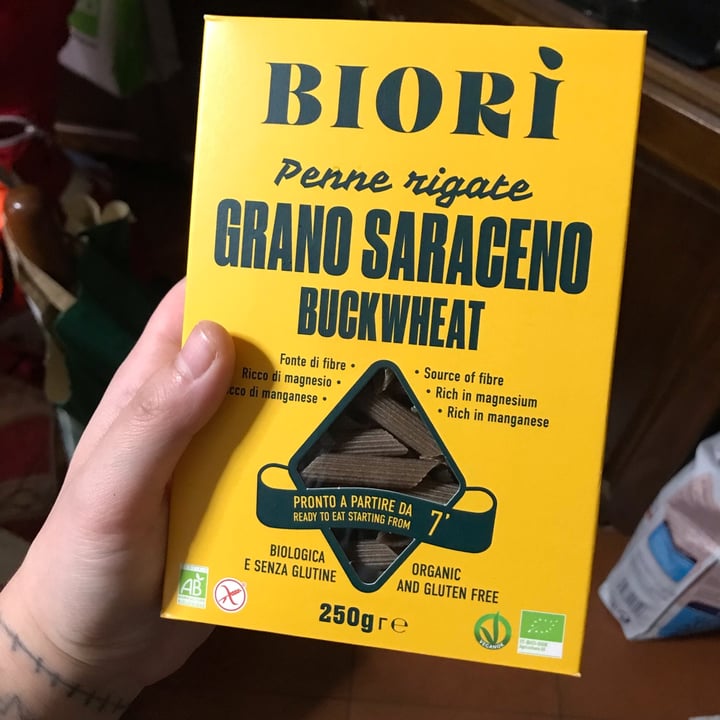 BIORÌ
Penne rigate
GRANO SARACENO
BUCKWHEAT
Fonte di fibre •
Ricco di magnesio •
di manganese •
• Source of fibre
• Rich in magnesium
• Rich in manganese
PRONTO A PARTIRE DA
READY TO EAT STARTING FROM
7'
BIOLOGICA
E SENZA GLUTINE
ORGANIC
AND GLUTEN FREE
AB
250g r e